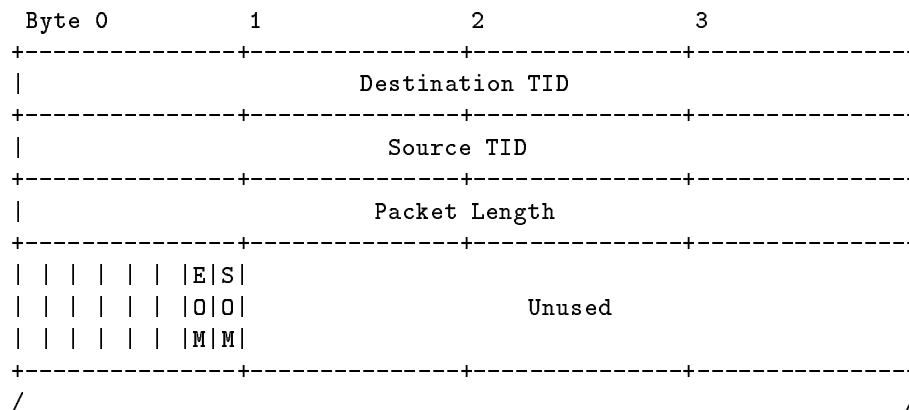 Byte 0 1 2 3
+---------------+---------------+---------------+---------------
| Destination TID
+---------------+---------------+---------------+---------------
| Source TID
+---------------+---------------+---------------+---------------
| Packet Length
+---------------+---------------+---------------+---------------
| | | | | | |E|S|
| | | | | | |O|O| Unused
| | | | | | |M|M|
+---------------+---------------+---------------+---------------
/ /